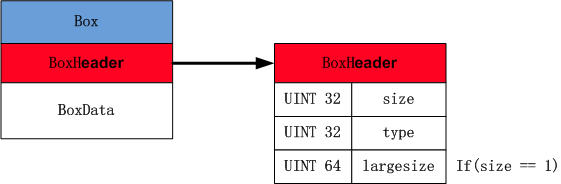 Box
BoxHeader
BoxData
BoxHeader
UINT 32 size
UINT 32 type
UINT 64 largesize If(size == 1)